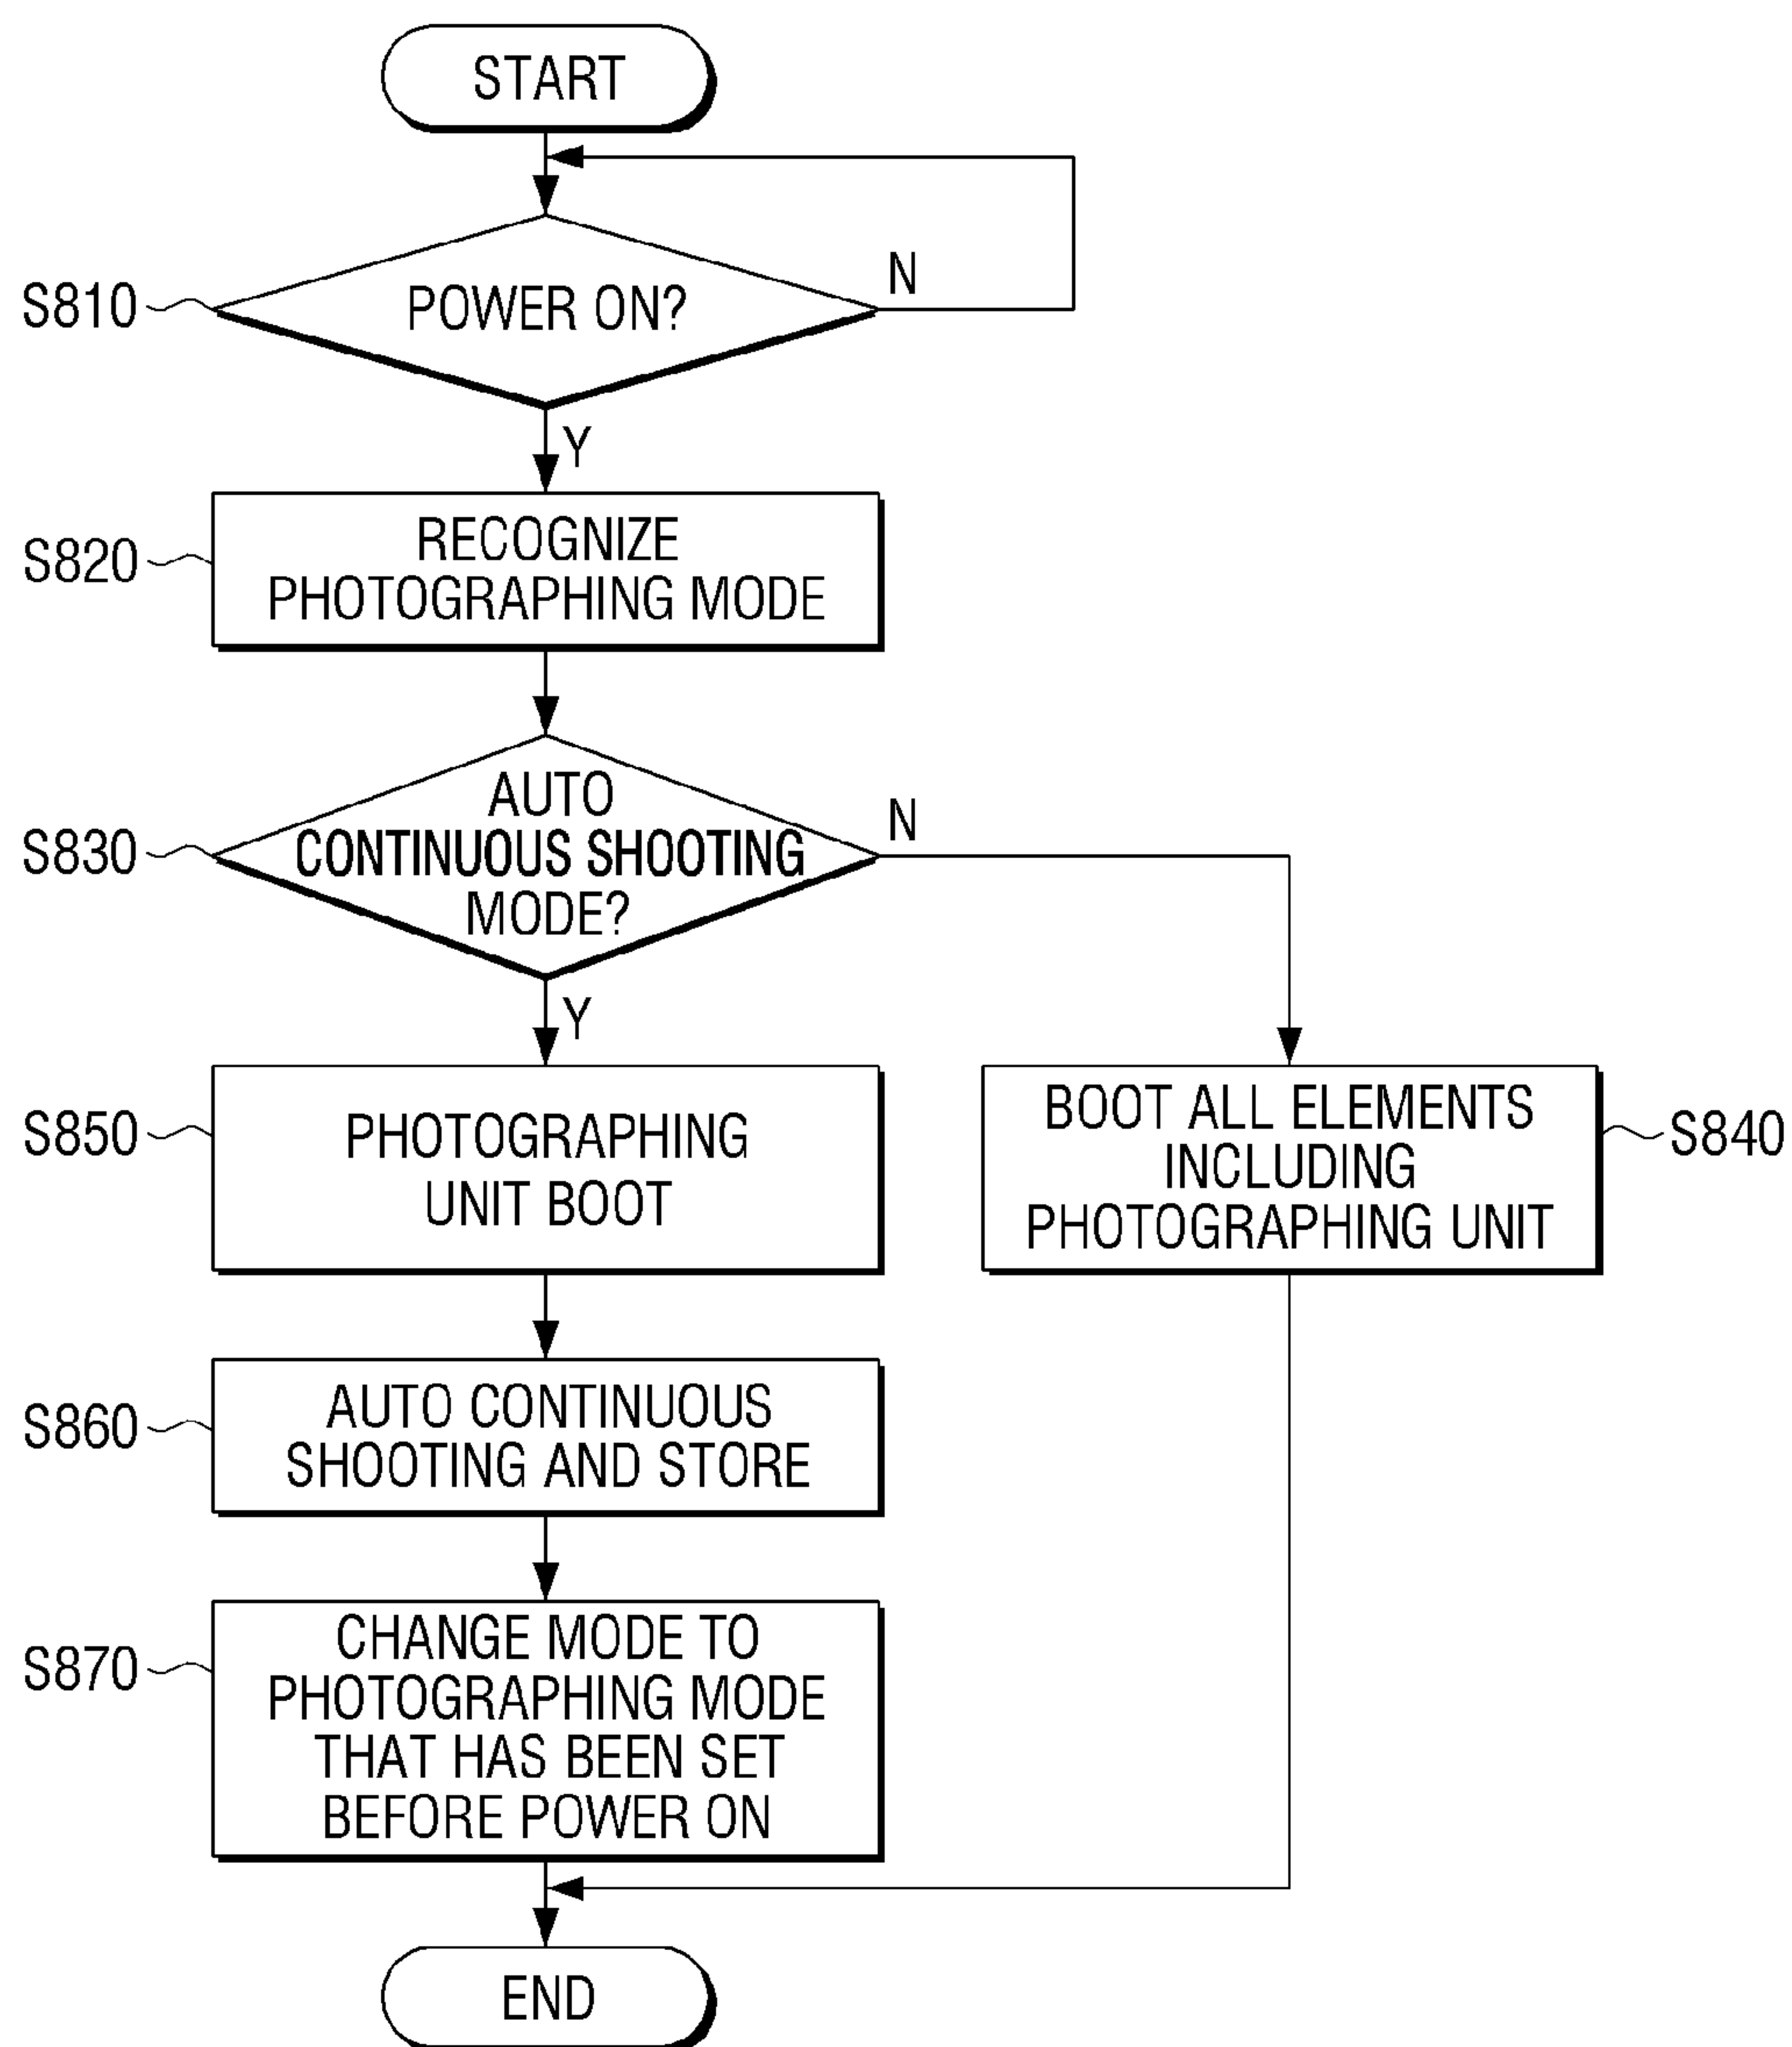 START
N
S810
POWER ON?
Y
S820
RECOGNIZE
PHOTOGRAPHING MODE
S830
AUTO
CONTINUOUS SHOOTING
MODE?
N
Y
S850
PHOTOGRAPHING
UNIT BOOT
BOOT ALL ELEMENTS
INCLUDING
PHOTOGRAPHING UNIT
S840
S860
AUTO CONTINUOUS
SHOOTING AND STORE
S870
CHANGE MODE TO
PHOTOGRAPHING MODE
THAT HAS BEEN SET
BEFORE POWER ON
END